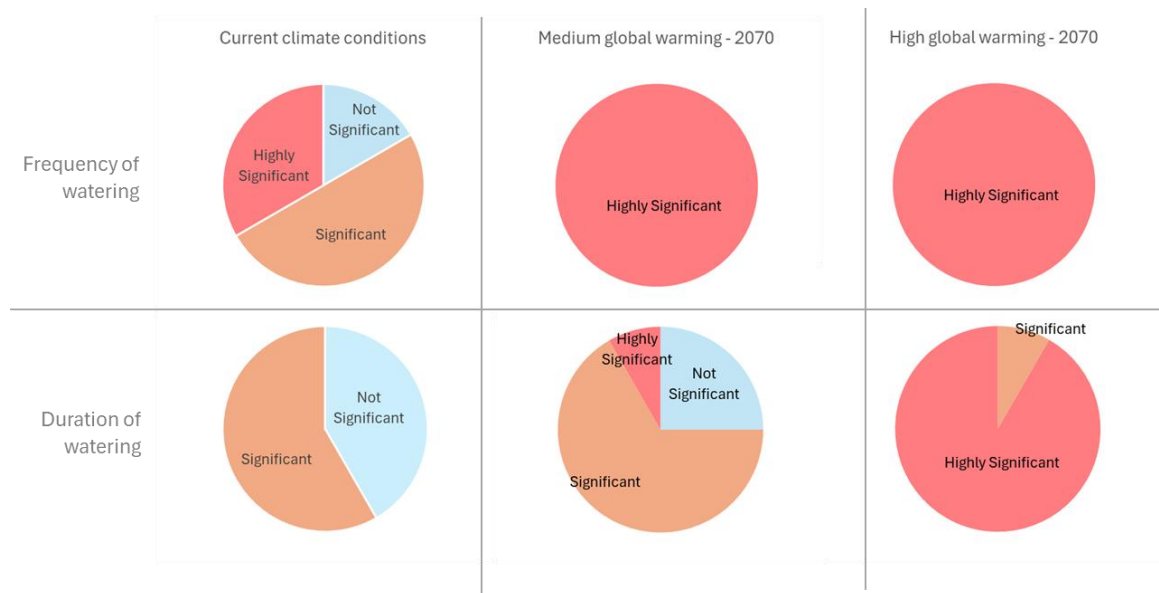 Current climate conditions
Medium global warming - 2070
High global warming - 2070
Frequency of
watering
Not
Significant
Highly
Significant
Significant
Highly Significant
Highly Significant
Duration of
watering
Not
Significant
Significant
Highly
Significant
Not
Significant
Significant
Significant
Highly Significant